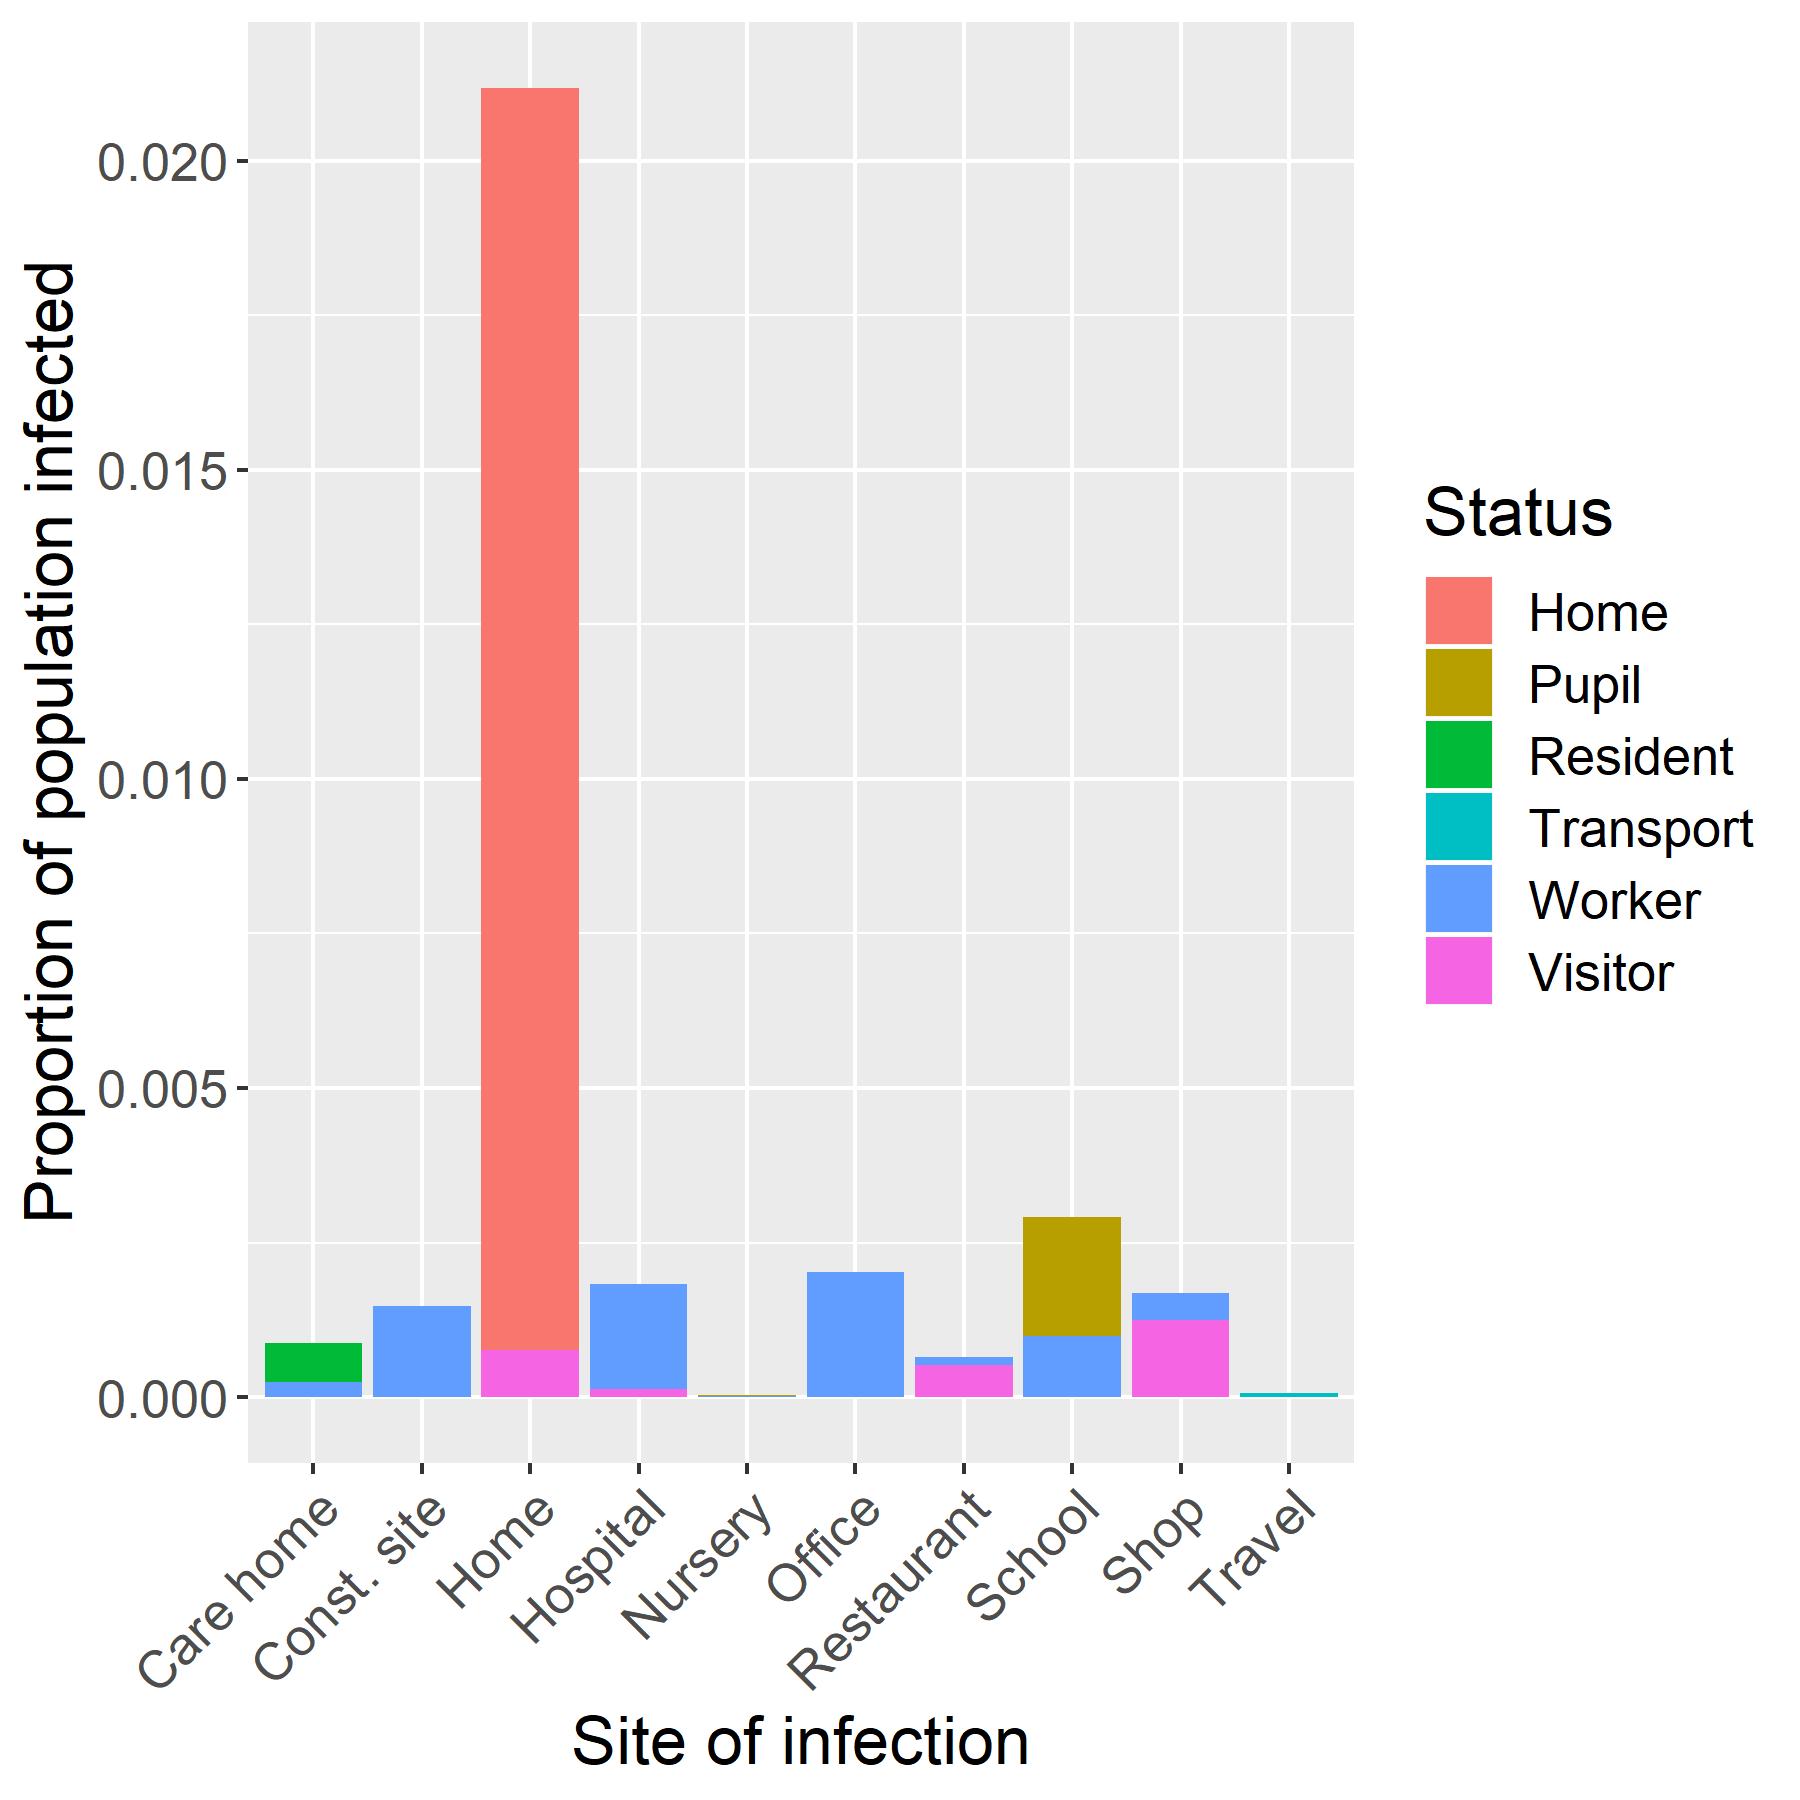 Proportion of population infected
0.020
0.015
0.010
0.005
0.000
Care home
Const. site
Home
Hospital
Nursery
Office
Restaurant
School
Shop
Travel
Site of infection
Status
Home
Pupil
Resident
Transport
Worker
Visitor